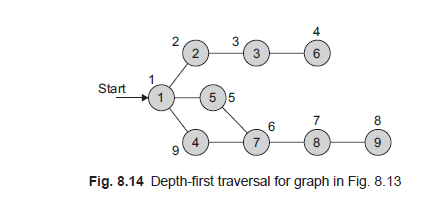 4
2 3
2 3 6
Start 1
1 5 5
6 7 8
4 7 8 9
9
Fig. 8.14 Depth-first traversal for graph in Fig. 8.13